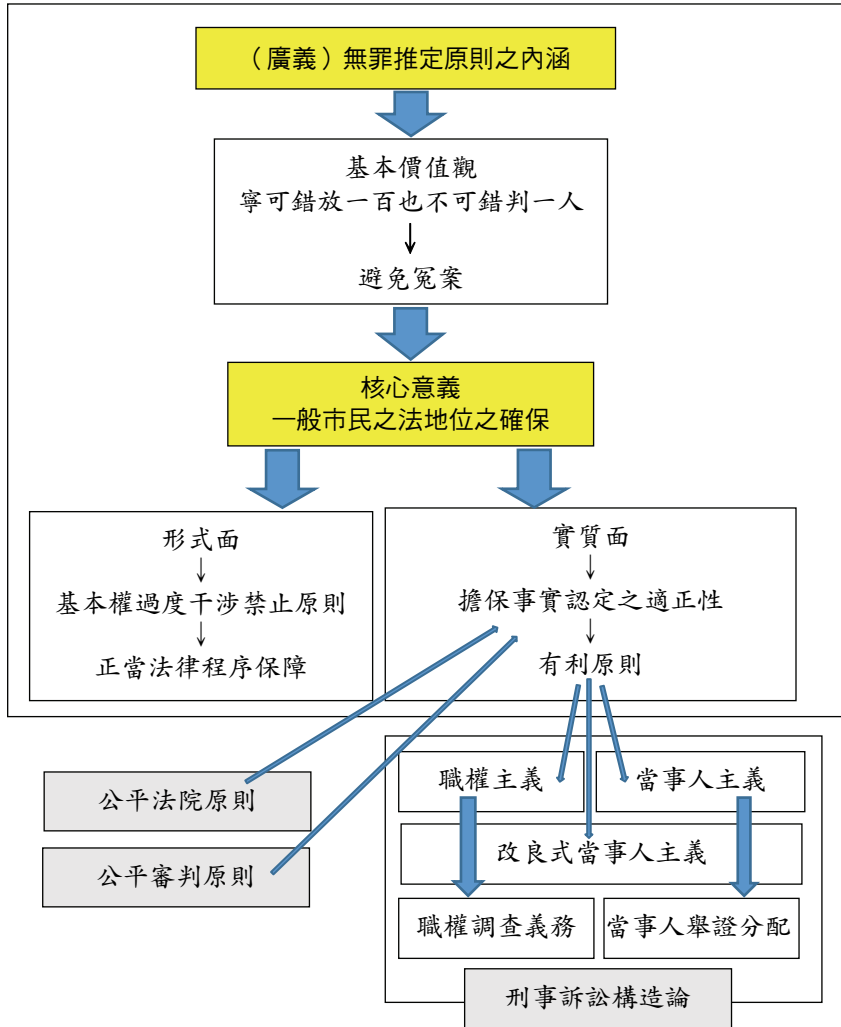 （廣義）無罪推定原則之內涵
基本價值觀
寧可錯放一百也不可錯判一人
避免冤案
核心意義
一般市民之法地位之確保
形式面
基本權過度干涉禁止原則
正當法律程序保障
實質面
擔保事實認定之適正性
有利原則
公平法院原則
公平審判原則
職權主義
當事人主義
改良式當事人主義
職權調查義務
當事人舉證分配
刑事訴訟構造論